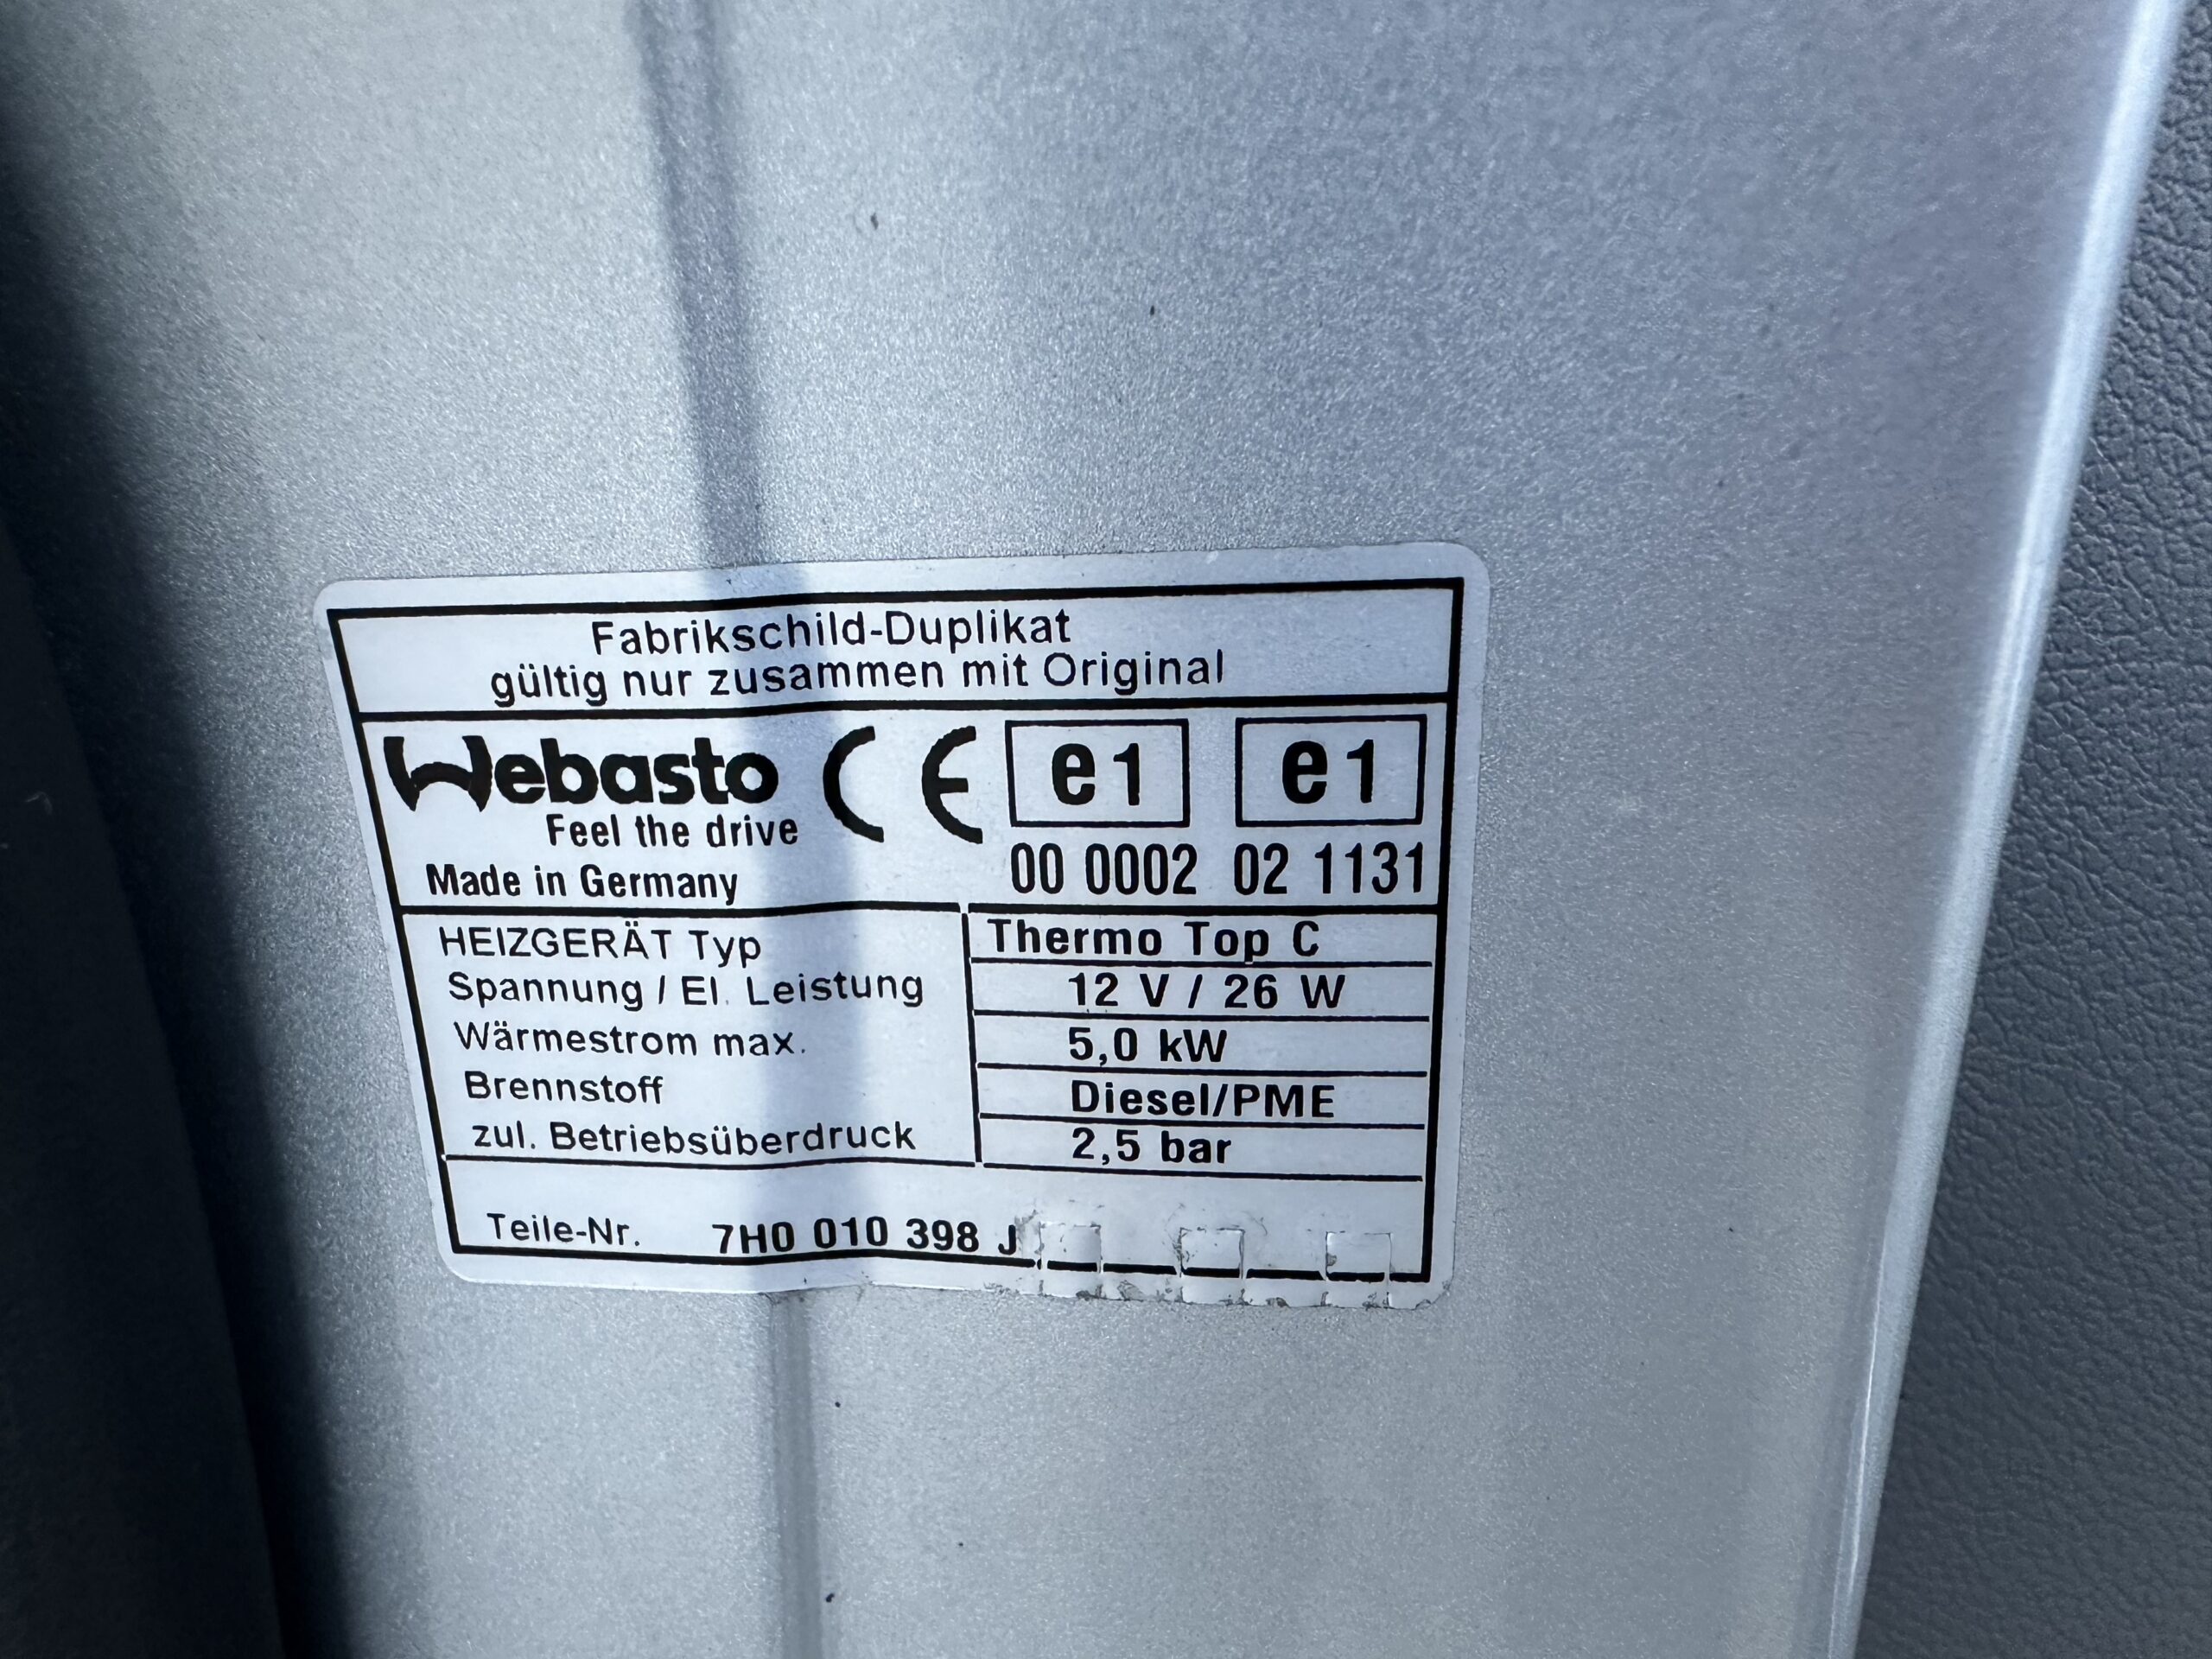 Fabrikschild-Duplikat
gültig nur zusammen mit Original
Webasto CE e1 e1
Feel the drive
Made in Germany 00 0002 02 1131
HEIZGERÄT Typ Thermo Top C
Spannung / El. Leistung 12 V / 26 W
Wärmestrom max. 5,0 kW
Brennstoff Diesel/PME
zul. Betriebsüberdruck 2,5 bar
Teile-Nr. 7H0 010 398 J